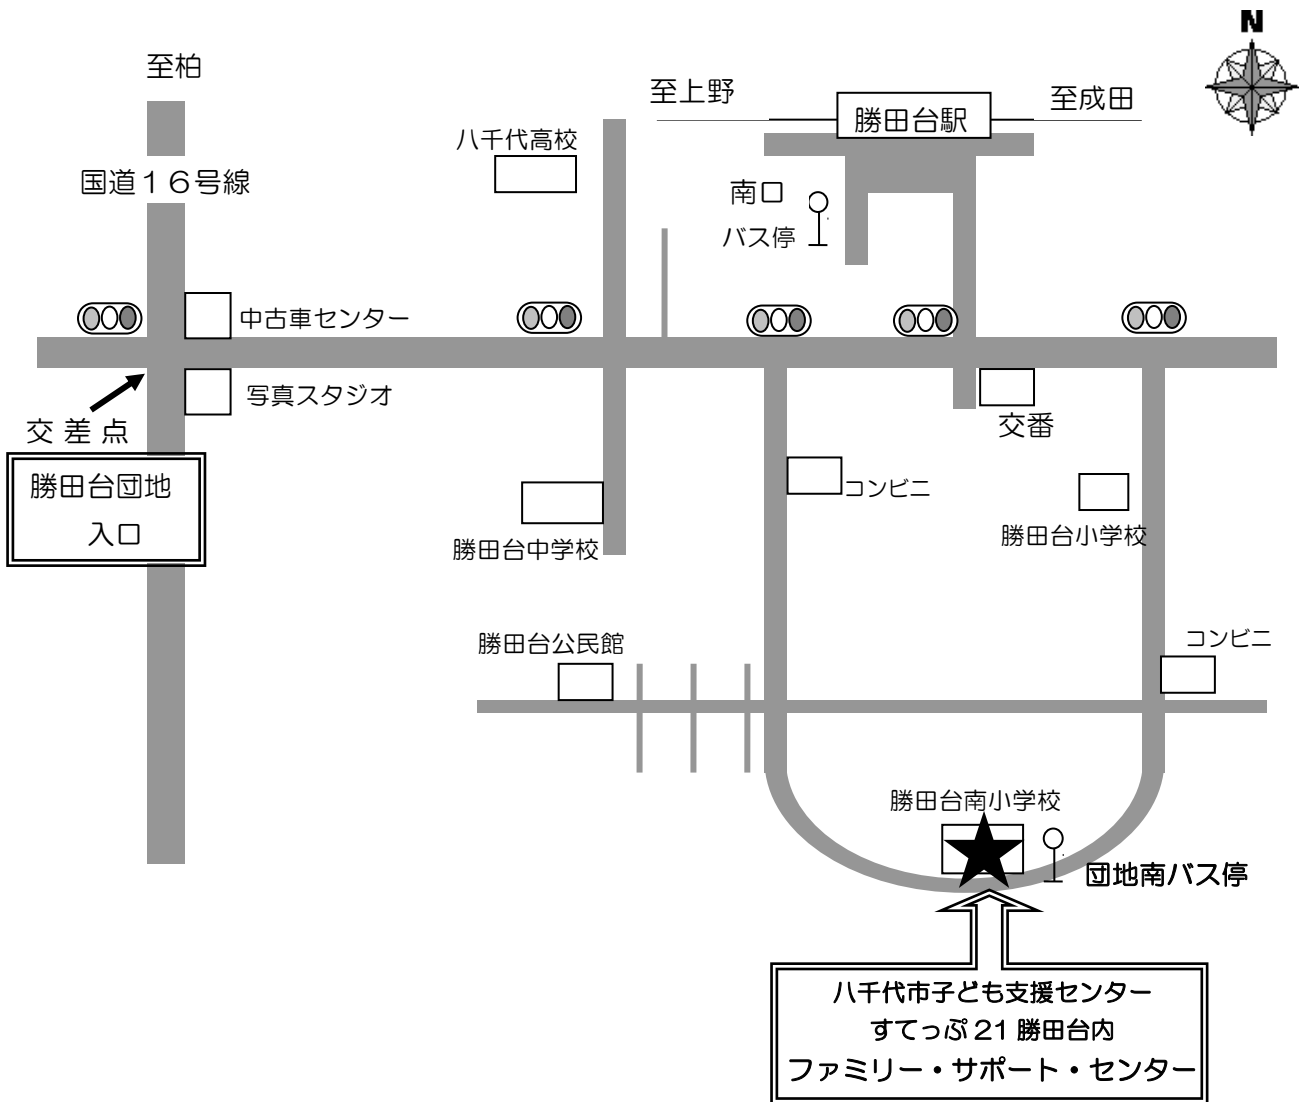 N
至柏
至上野
至成田
勝田台駅
八千代高校
国道１６号線
南口
バス停
中古車センター
写真スタジオ
交差点
交番
勝田台団地
入口
コンビニ
勝田台中学校
勝田台小学校
勝田台公民館
コンビニ
勝田台南小学校
団地南バス停
八千代市子ども支援センター
すてっぷ21勝田台内
ファミリー・サポート・センター